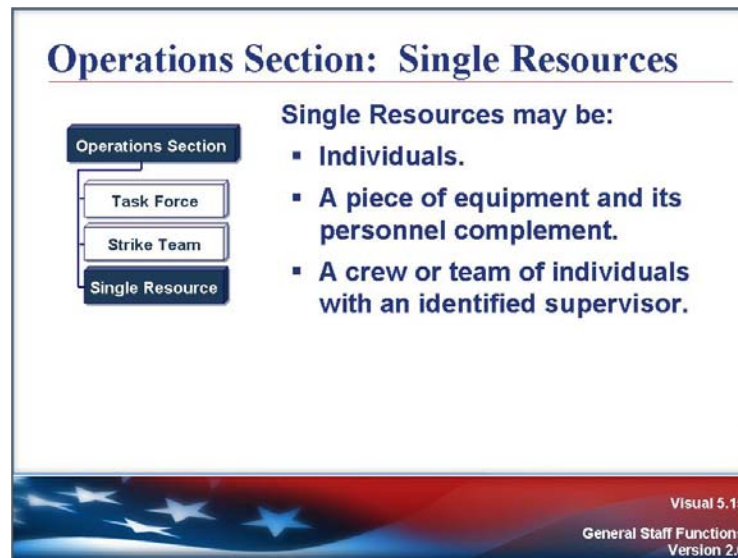 Operations Section: Single Resources
Operations Section
Task Force
Strike Team
Single Resource
Single Resources may be:
▪ Individuals.
▪ A piece of equipment and its
personnel complement.
▪ A crew or team of individuals
with an identified supervisor.
Visual 5.1
General Staff Function
Version 2.